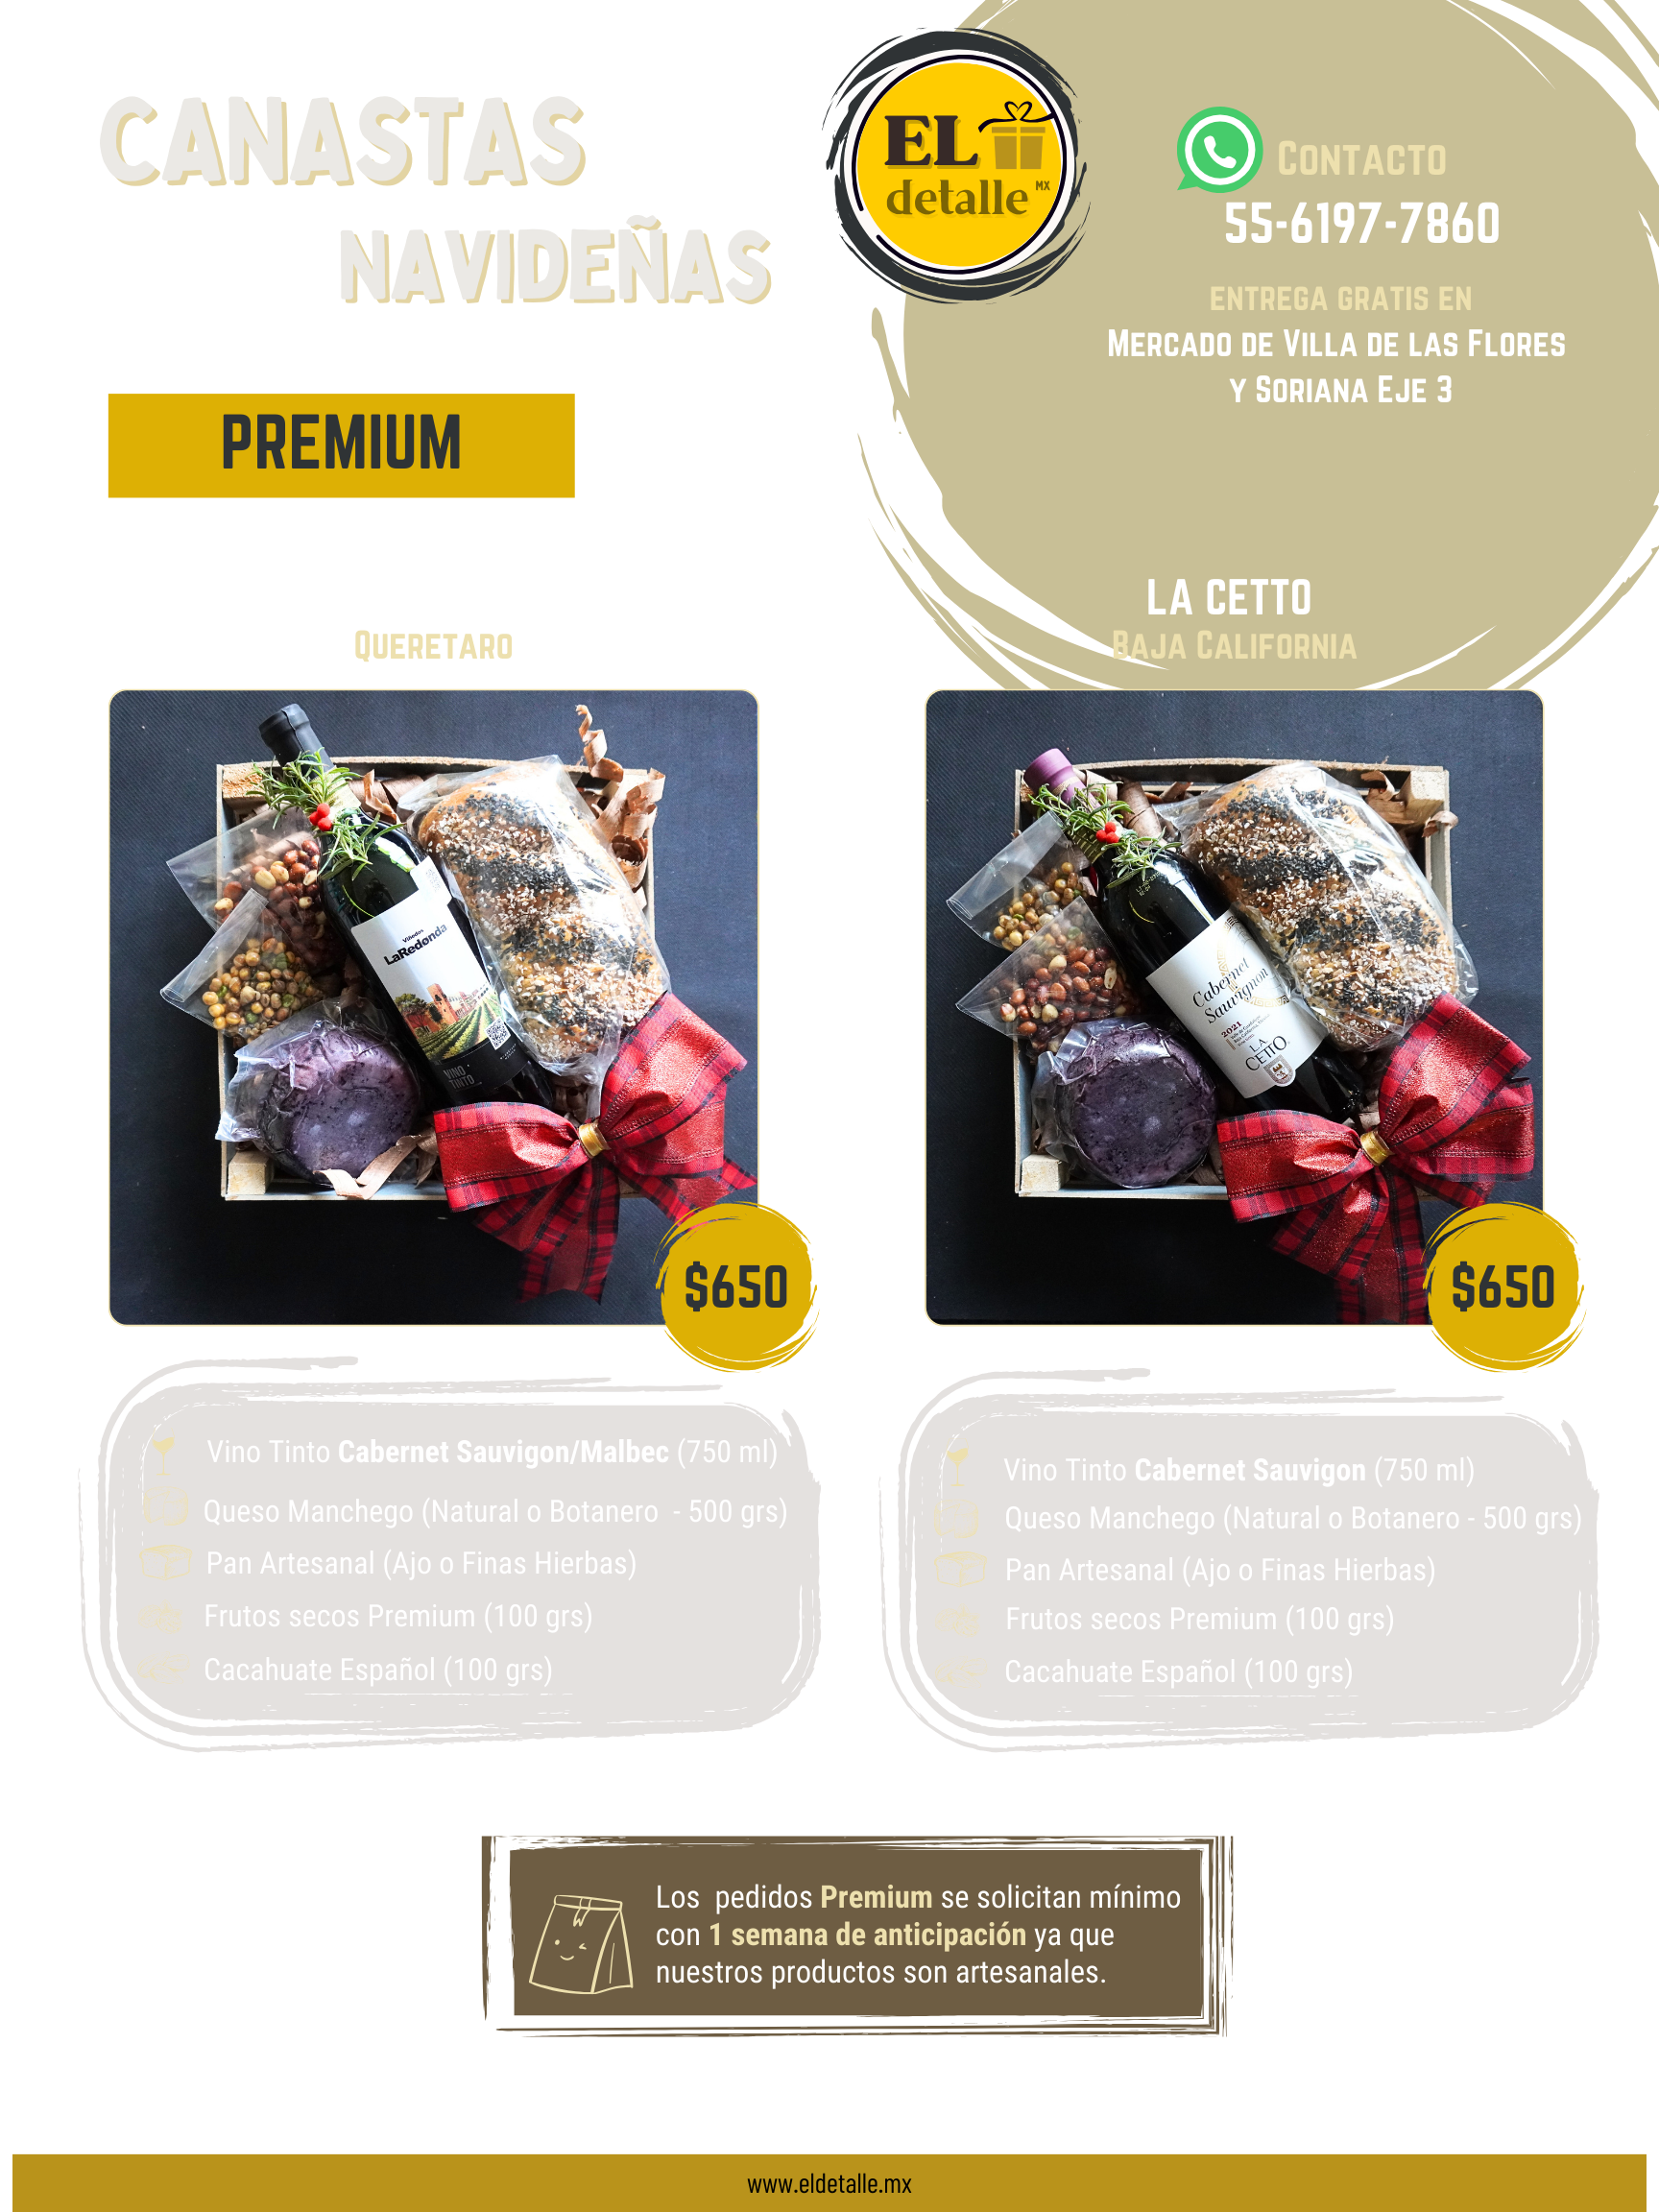 CANASTAS
NAVIDEÑAS
EL
detalle MX
CONTACTO
55-6197-7860
ENTREGA GRATIS EN
MERCADO DE VILLA DE LAS FLORES
Y SORIANA EJE 3
PREMIUM
QUERETARO
LA CETTO
BAJA CALIFORNIA
Viñedos
LaRedonda
VINO
TINTO
Cabernet
Sauvignon
2021
L.A.
CETTO
$650
$650
Vino Tinto Cabernet Sauvigon/Malbec (750 ml)
Queso Manchego (Natural o Botanero - 500 grs)
Pan Artesanal (Ajo o Finas Hierbas)
Frutos secos Premium (100 grs)
Cacahuate Español (100 grs)
Vino Tinto Cabernet Sauvigon (750 ml)
Queso Manchego (Natural o Botanero - 500 grs)
Pan Artesanal (Ajo o Finas Hierbas)
Frutos secos Premium (100 grs)
Cacahuate Español (100 grs)
Los pedidos Premium se solicitan mínimo
con 1 semana de anticipación ya que
nuestros productos son artesanales.
www.eldetalle.mx